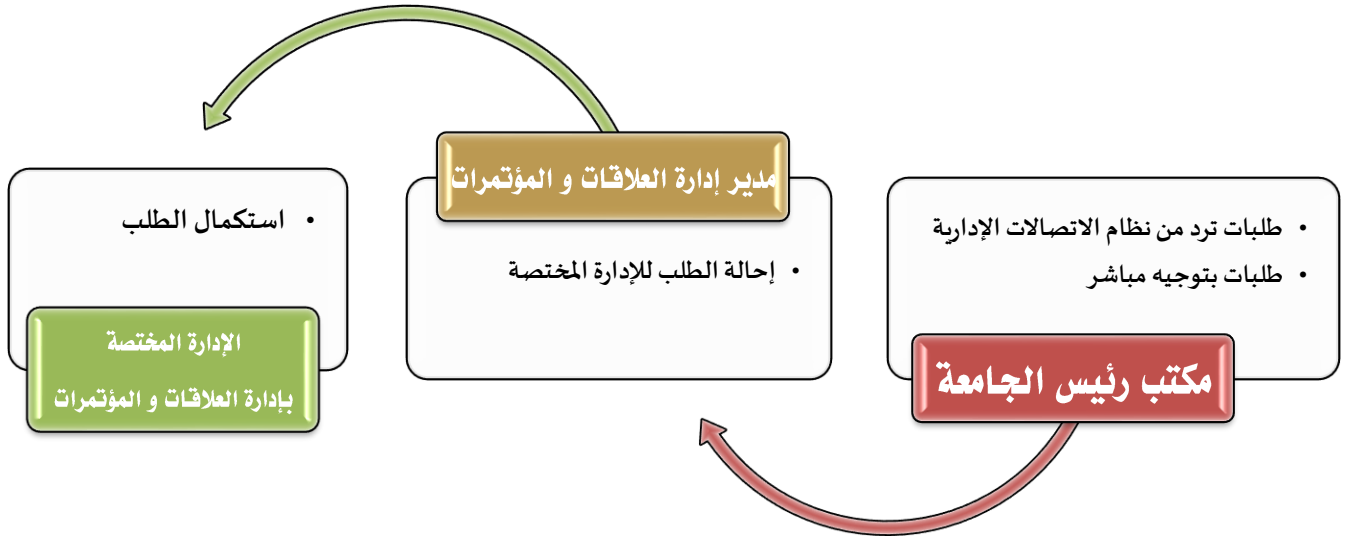 • طلبات ترد من نظام الاتصالات الإدارية
• طلبات بتوجيه مباشر
مكتب رئيس الجامعة
مدير إدارة العلاقات و المؤتمرات
• إحالة الطلب للإدارة المختصة
• استكمال الطلب
الإدارة المختصة
بإدارة العلاقات و المؤتمرات